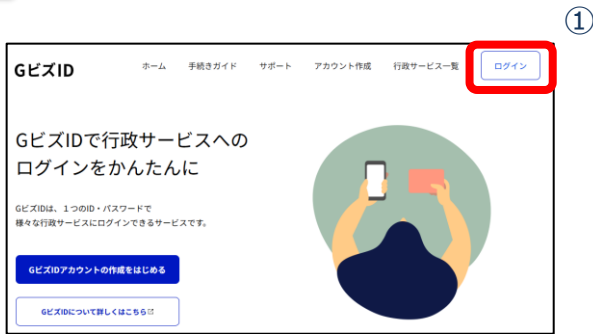 ①
GビズID
ホーム 手続きガイド サポート アカウント作成 行政サービス一覧 ログイン
GビズIDで行政サービスへの
ログインをかんたんに
GビズIDは、１つのID・パスワードで
様々な行政サービスにログインできるサービスです。
GビズIDアカウントの作成をはじめる
GビズIDについて詳しくはこちら